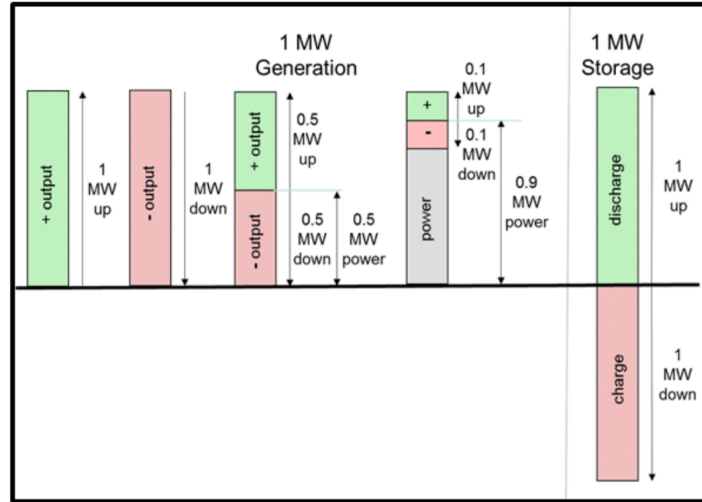 1 MW
Generation
1 MW
Storage
+ output
1
MW
up
- output
1
MW
down
+ output
- output
0.5
MW
up
0.5
MW
down
0.5
MW
power
+
-
power
0.1
MW
up
0.1
MW
down
0.9
MW
power
discharge
charge
1
MW
up
1
MW
down